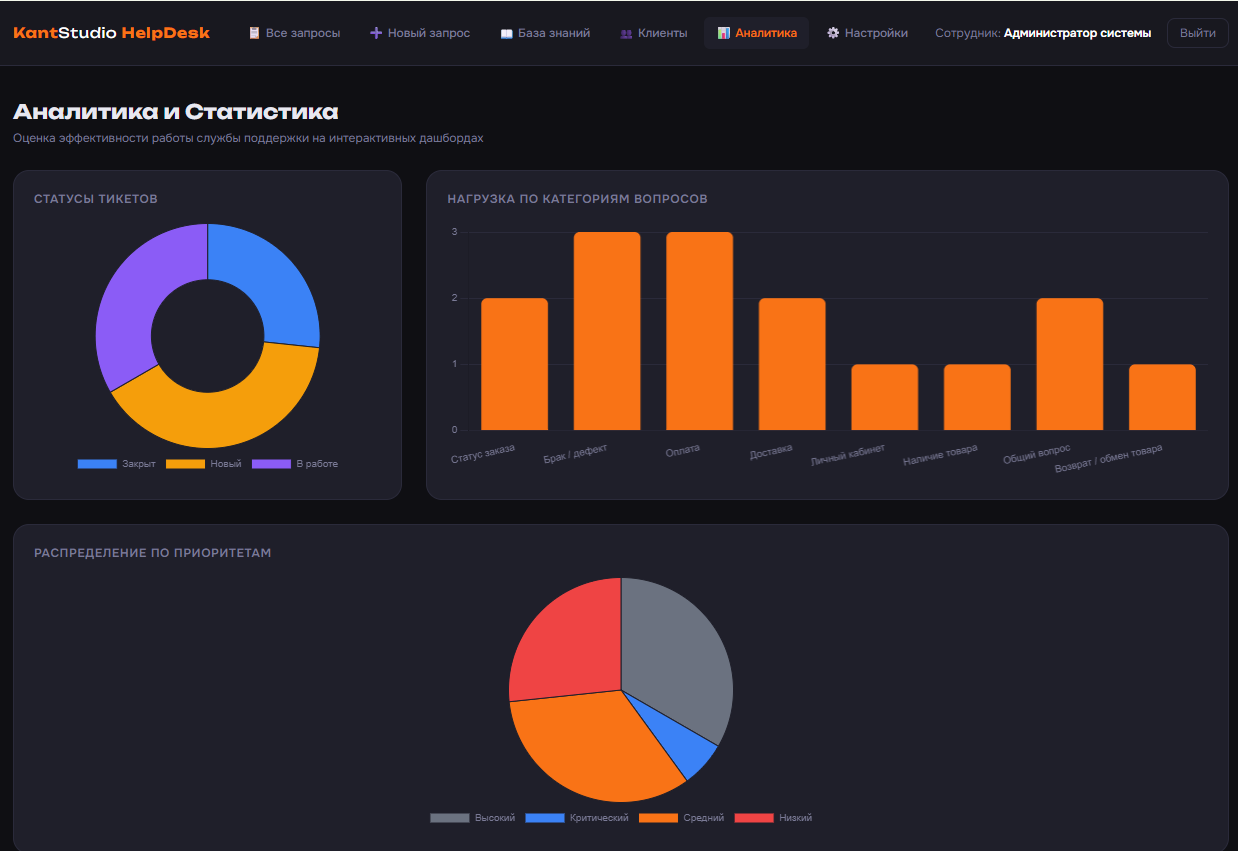 KantStudio HelpDesk Все запросы Новый запрос База знаний Клиенты Аналитика Настройки Сотрудник: Администратор системы Выйти
Аналитика и Статистика
Оценка эффективности работы службы поддержки на интерактивных дашбордах
СТАТУСЫ ТИКЕТОВ
Закрыт Новый В работе
НАГРУЗКА ПО КАТЕГОРИЯМ ВОПРОСОВ
3
2
1
0
Статус заказа Брак / дефект Оплата Доставка Личный кабинет Наличие товара Общий вопрос Возврат / обмен товара
РАСПРЕДЕЛЕНИЕ ПО ПРИОРИТЕТАМ
Высокий Критический Средний Низкий